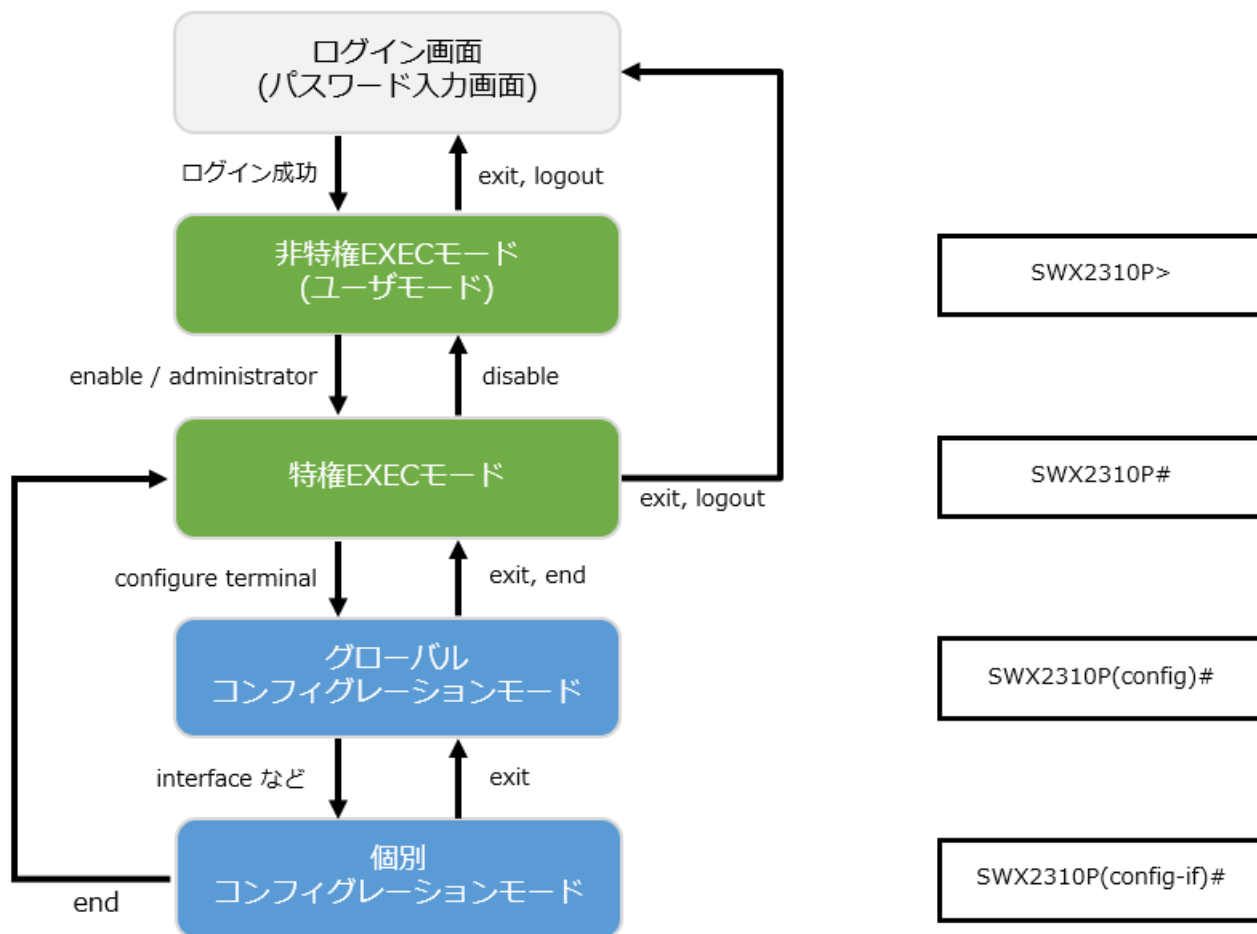 ログイン画面
(パスワード入力画面)
ログイン成功
exit, logout
非特権EXECモード
(ユーザモード)
SWX2310P>
enable / administrator
disable
特権EXECモード
SWX2310P#
exit, logout
configure terminal
exit, end
グローバル
コンフィグレーションモード
SWX2310P(config)#
interface など
exit
個別
コンフィグレーションモード
SWX2310P(config-if)#
end